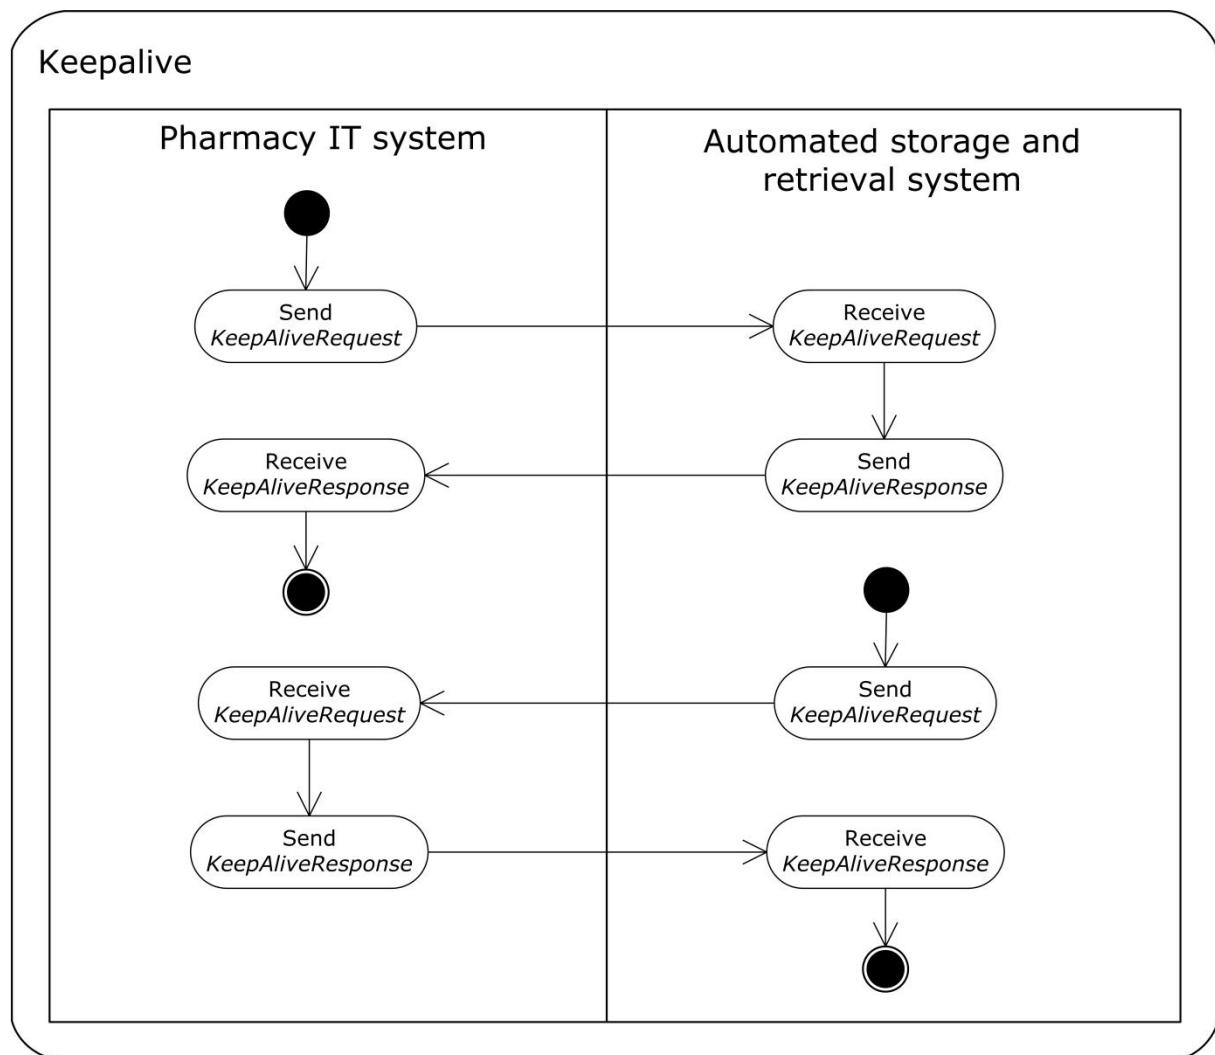 Keepalive
Pharmacy IT system
Automated storage and
retrieval system
Send
KeepAliveRequest
Receive
KeepAliveRequest
Receive
KeepAliveResponse
Send
KeepAliveResponse
Receive
KeepAliveRequest
Send
KeepAliveRequest
Send
KeepAliveResponse
Receive
KeepAliveResponse